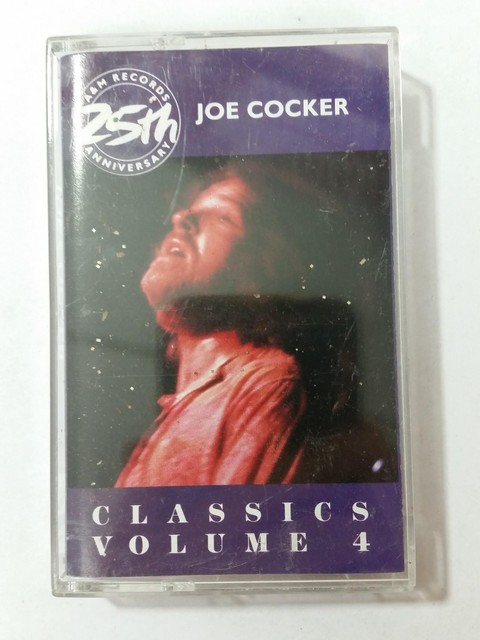 A&M RECORDS
25th
ANNIVERSARY
JOE COCKER
CLASSICS
VOLUME 4